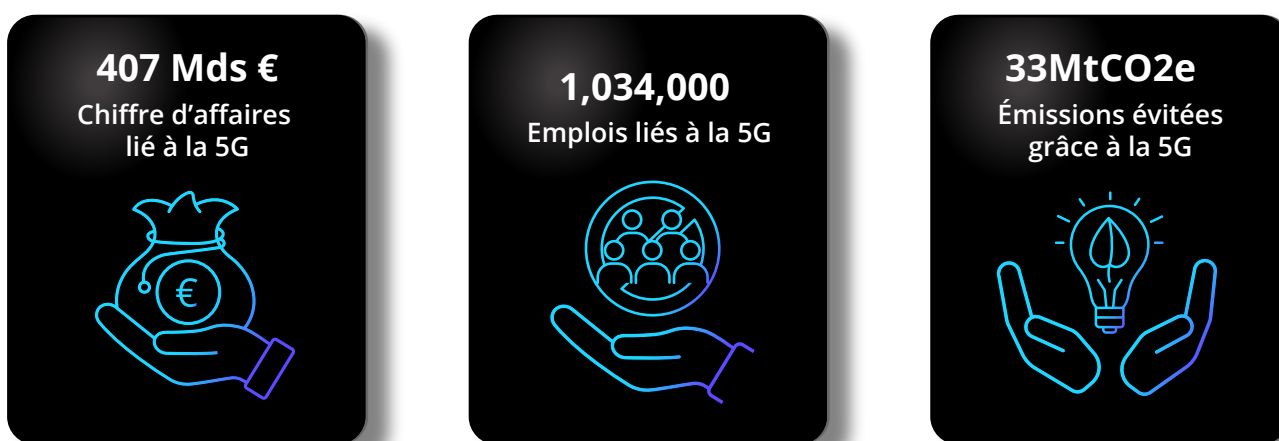 407 Mds €
Chiffre d’affaires
lié à la 5G
€
1,034,000
Emplois liés à la 5G
33MtCO2e
Émissions évitées
grâce à la 5G